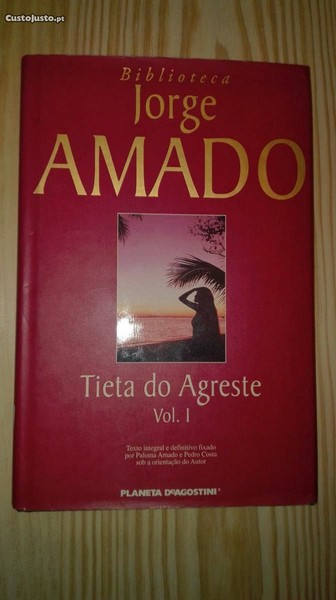 CustoJusto.pt
Biblioteca
Jorge
AMADO
Tieta do Agreste
Vol. I
Texto integral e definitivo fixado
por Paloma Amado e Pedro Costa
sob a orientação do Autor
PLANETA DEAGOSTINI